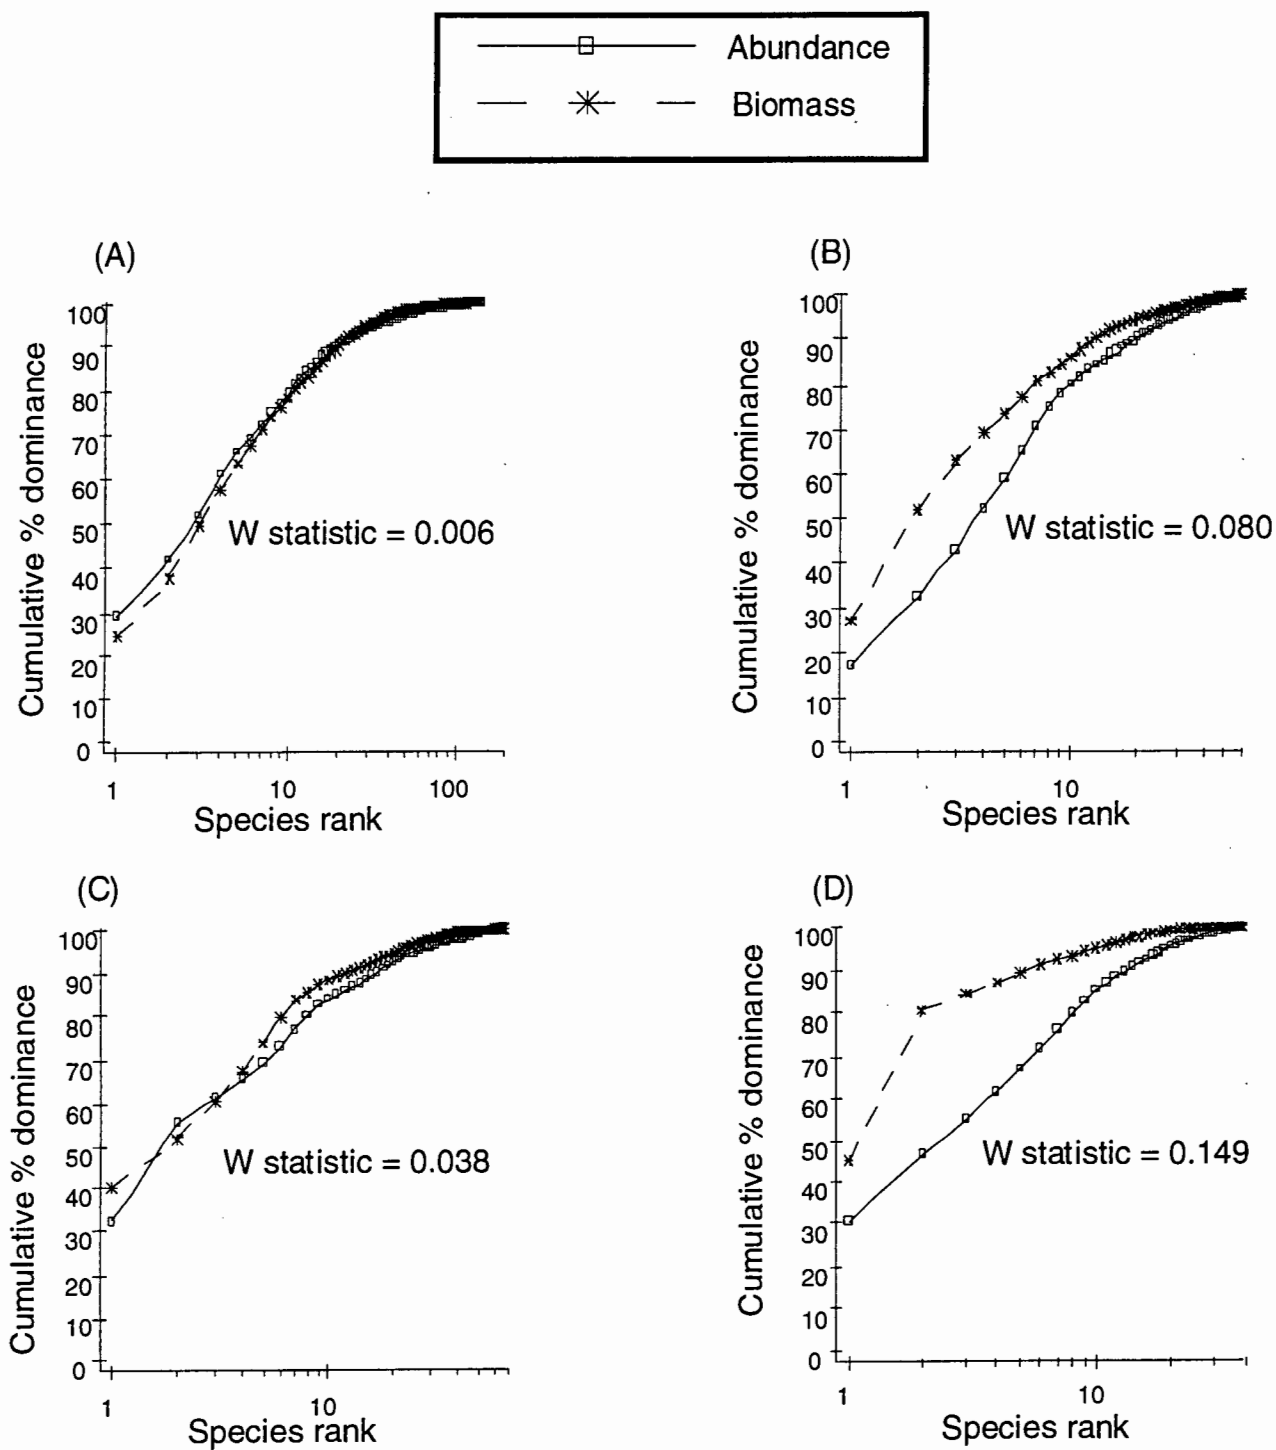 Abundance
Biomass
(A)
100
90
80
70
60
50
40
30
20
10
0
Cumulative % dominance
W statistic = 0.006
1 10 100
Species rank
(B)
100
90
80
70
60
50
40
30
20
10
0
Cumulative % dominance
W statistic = 0.080
1 10
Species rank
(C)
100
90
80
70
60
50
40
30
20
10
0
Cumulative % dominance
W statistic = 0.038
1 10
Species rank
(D)
100
90
80
70
60
50
40
30
20
10
0
Cumulative % dominance
W statistic = 0.149
1 10
Species rank